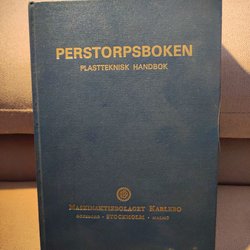 PERSTORPSBOKEN
PLASTTEKNISK HANDBOK
MASKINAKTIEBOLAGET KARLEBO
GÖTEBORG · STOCKHOLM · MALMÖ